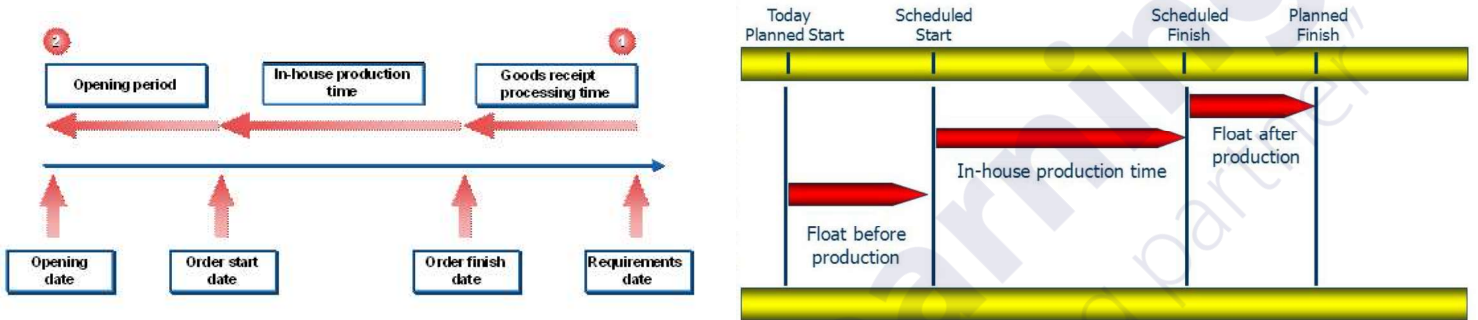 2
1
Opening period
In-house production
time
Goods receipt
processing time
Opening
date
Order start
date
Order finish
date
Requirements
date
Today
Planned Start
Scheduled
Start
Scheduled
Finish
Planned
Finish
Float after
production
In-house production time
Float before
production
arning
partner"